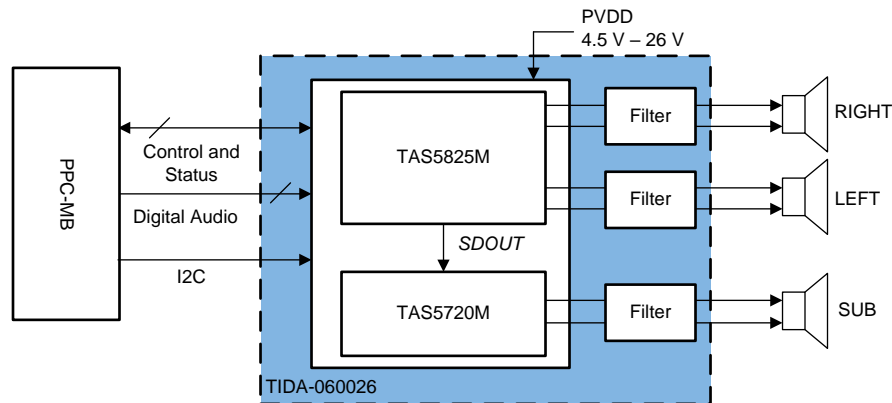 PVDD
4.5 V – 26 V
PPC-MB
Control and
Status
Digital Audio
I2C
TAS5825M
SDOUT
TAS5720M
Filter
RIGHT
Filter
LEFT
Filter
SUB
TIDA-060026